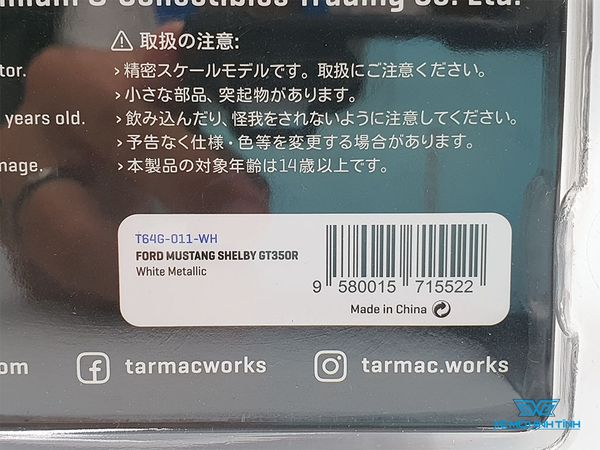 & Collectibles Trading Co. Ltd.
⚠ 取扱の注意:
tor.
›精密スケールモデルです。取扱にご注意ください。
›小さな部品、突起物があります。
years old.
›飲み込んだり、怪我をされないように注意してください。
›予告なく仕様・色等を変更する場合があります。
mage.
›本製品の対象年齢は14歳以上です。
T64G-011-WH
FORD MUSTANG SHELBY GT350R
White Metallic
9 580015 715522
Made in China
om
tarmacworks
tarmac.works